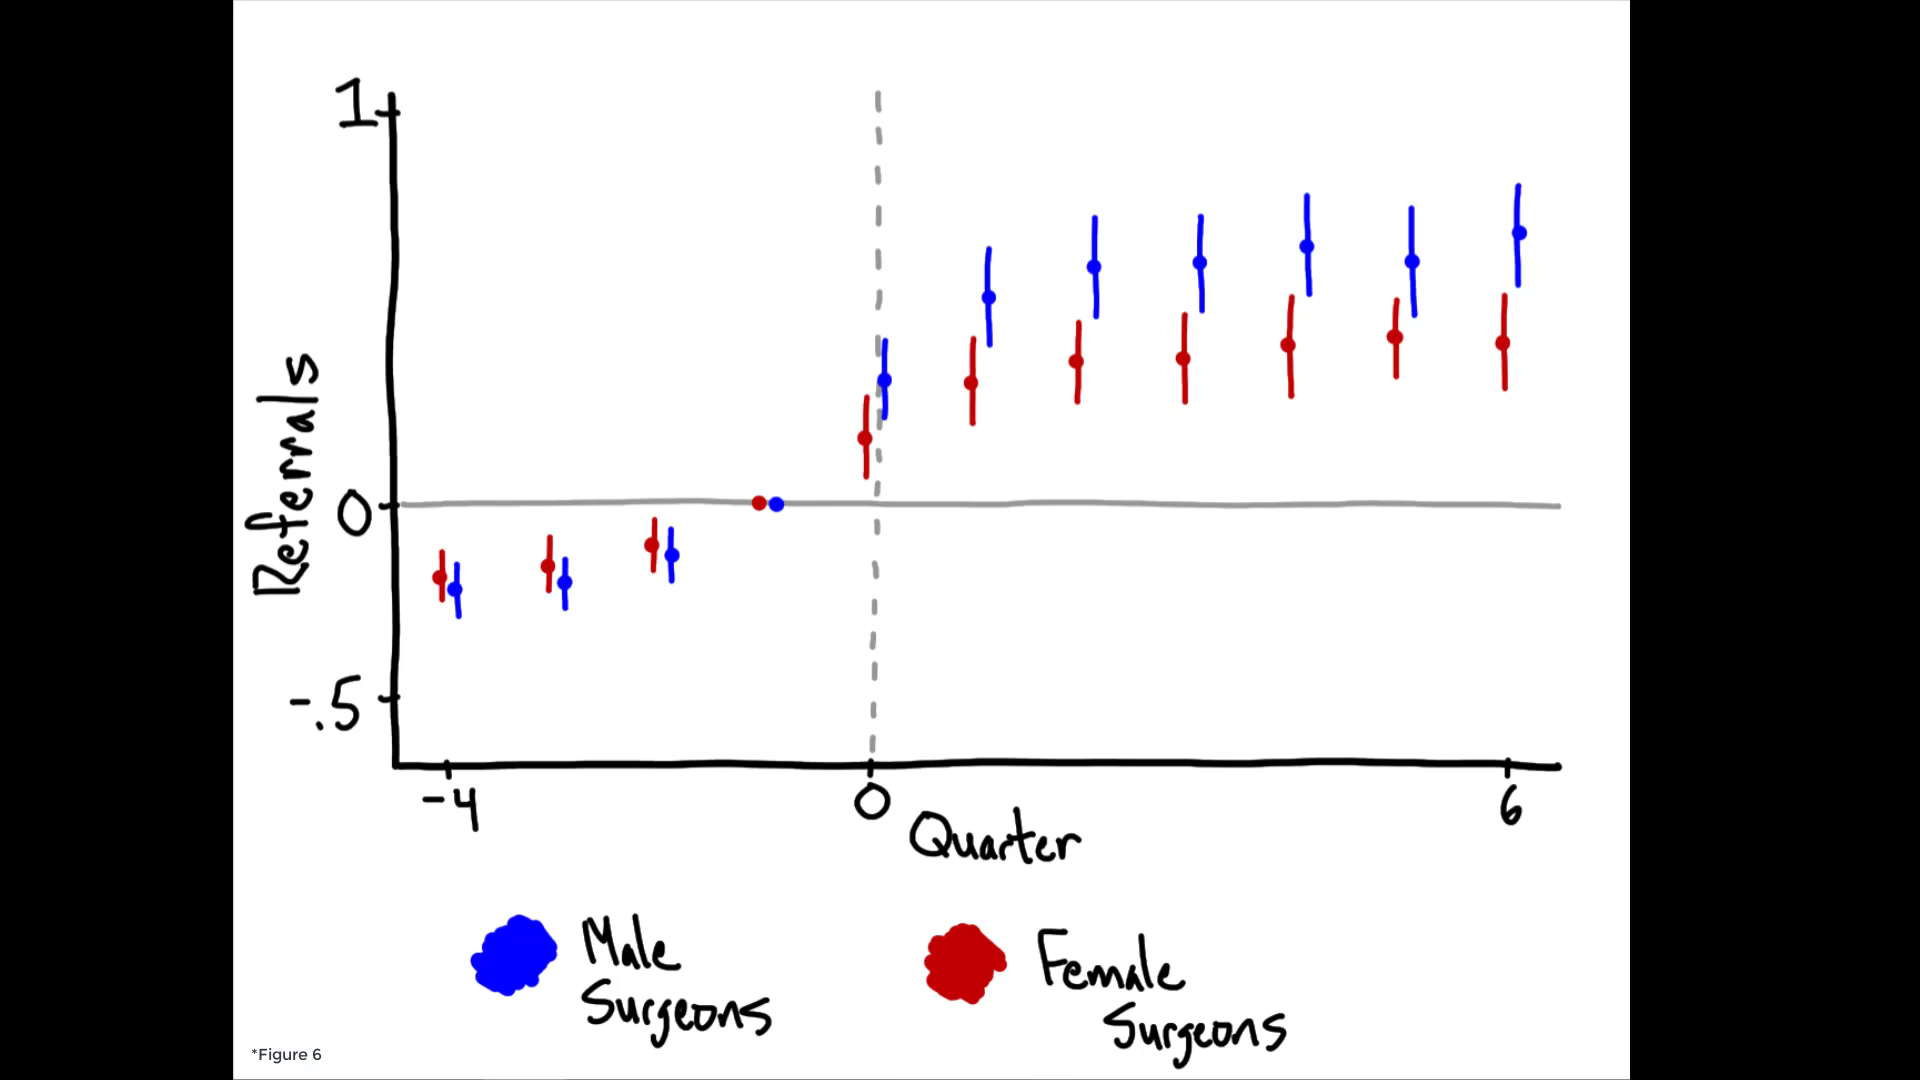 1
0
-.5
Referrals
-4
0
6
Quarter
Male
Surgeons
Female
Surgeons
*Figure 6